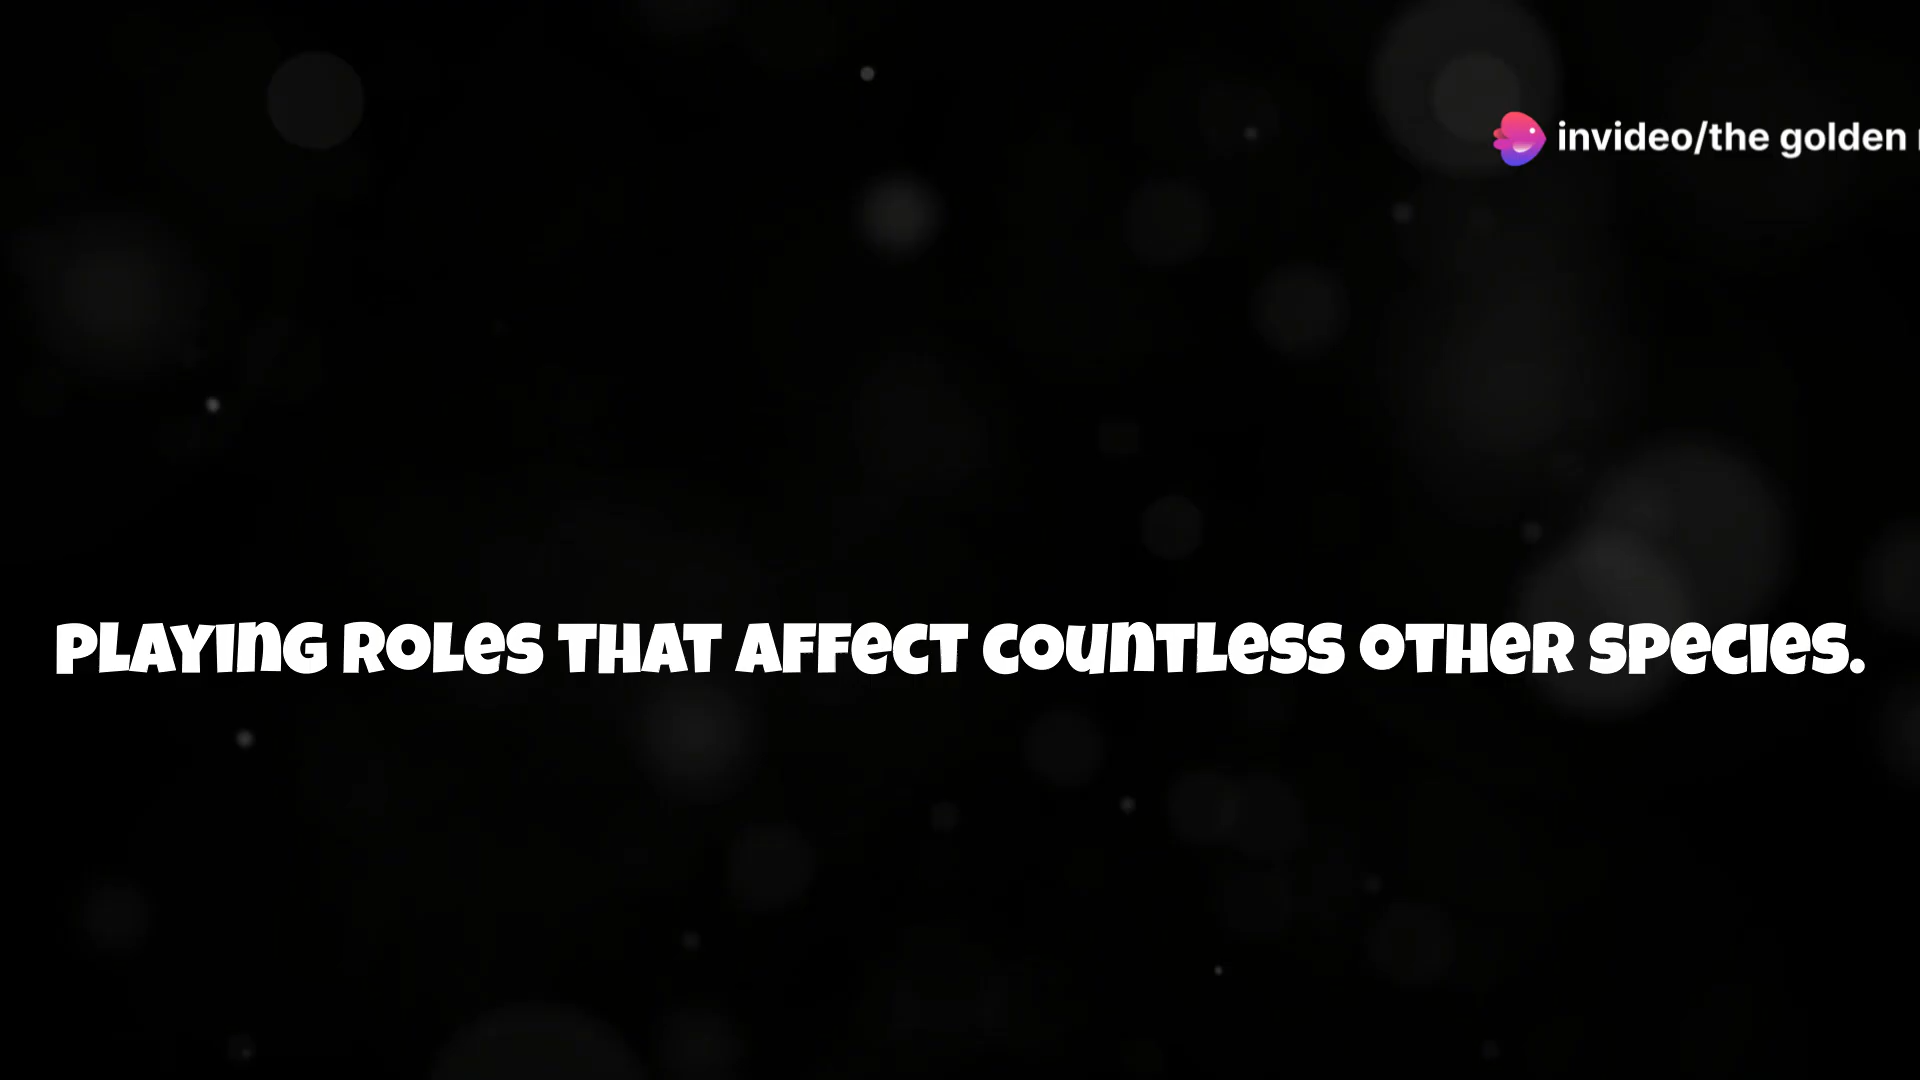 invideo/the golden
PLAYING ROLES THAT AFFECT COUNTLESS OTHER SPECIES.